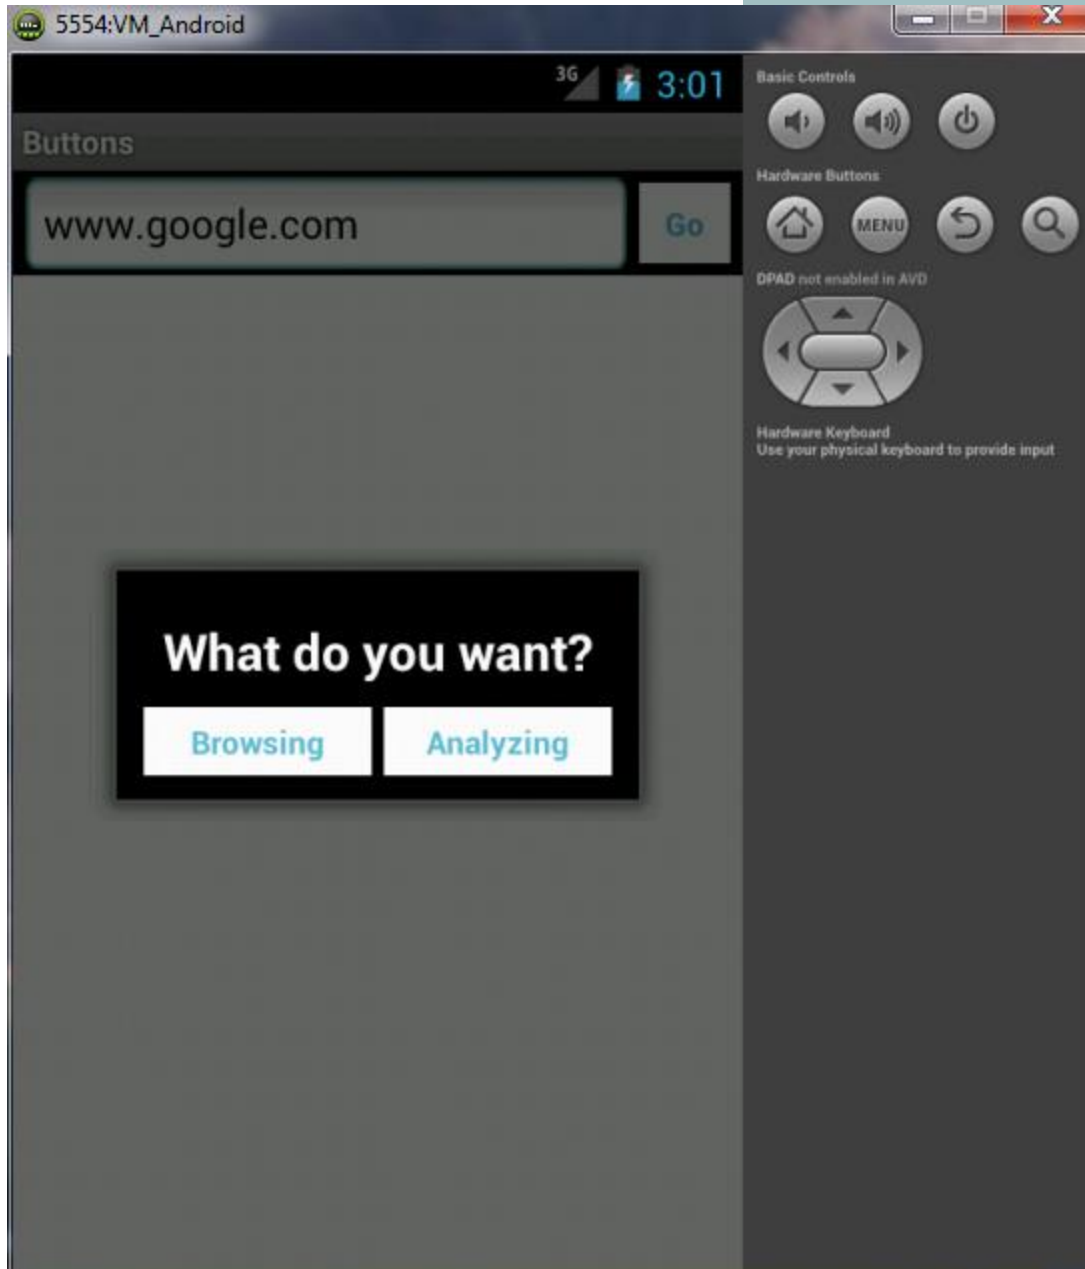 5554:VM_Android
3G 3:01
Buttons
www.google.com Go
What do you want?
Browsing Analyzing
Basic Controls
Hardware Buttons
MENU
DPAD not enabled in AVD
Hardware Keyboard
Use your physical keyboard to provide input